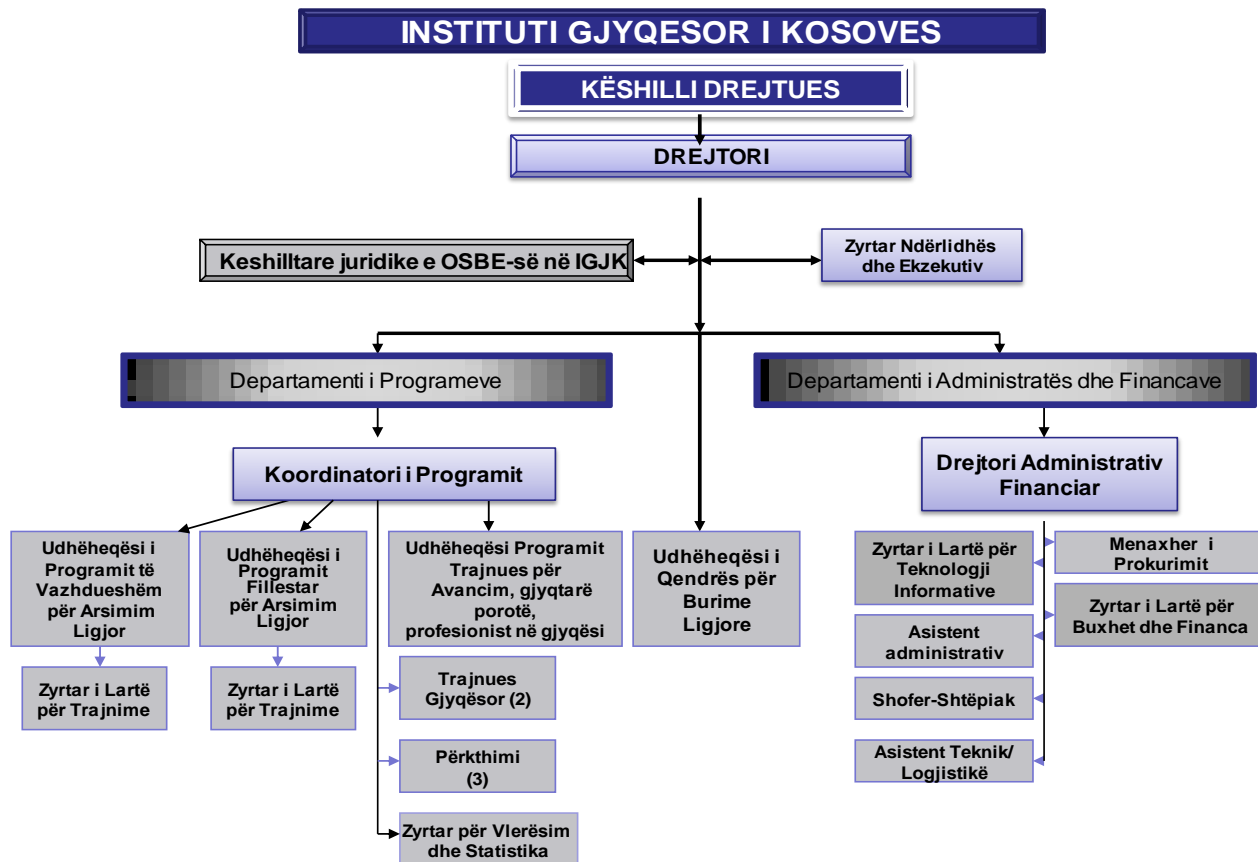 INSTITUTI GJYQESOR I KOSOVES
KËSHILLI DREJTUES
DREJTORI
Keshilltare juridike e OSBE-së në IGJK
Zyrtar Ndërlidhës
dhe Ekzekutiv
Departamenti i Programeve
Departamenti i Administratës dhe Financave
Koordinatori i Programit
Drejtori Administrativ
Financiar
Udhëheqësi i
Programit të
Vazhdueshëm
për Arsimim
Ligjor
Udhëheqësi i
Programit
Fillestar
për Arsimim
Ligjor
Udhëheqësi Programit
Trajnues për
Avancim, gjyqtarë
porotë,
profesionist në gjyqësi
Udhëheqësi i
Qendrës për
Burime
Ligjore
Zyrtar i Lartë për
Teknologji
Informative
Menaxher i
Prokurimit
Zyrtar i Lartë për
Buxhet dhe Financa
Asistent
administrativ
Zyrtar i Lartë
për Trajnime
Zyrtar i Lartë
për Trajnime
Trajnues
Gjyqësor (2)
Shofer-Shtëpiak
Përkthimi
(3)
Asistent Teknik/
Logjistikë
Zyrtar për Vlerësim
dhe Statistika